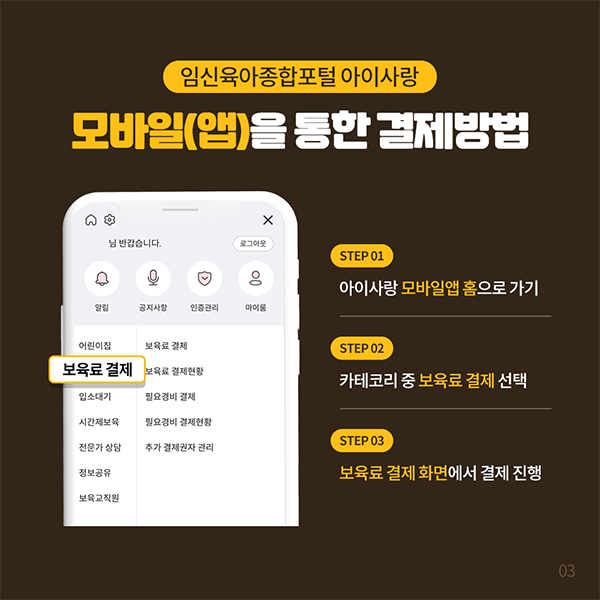 임신육아종합포털 아이사랑
모바일(앱)을 통한 결제방법
님 반갑습니다.
로그아웃
알림
공지사항
인증관리
마이룸
어린이집
보육료 결제
입소대기
시간제보육
전문가 상담
정보공유
보육교직원
보육료 결제
보육료 결제현황
필요경비 결제
필요경비 결제현황
추가 결제권자 관리
STEP 01
아이사랑 모바일앱 홈으로 가기
STEP 02
카테코리 중 보육료 결제 선택
STEP 03
보육료 결제 화면에서 결제 진행
03